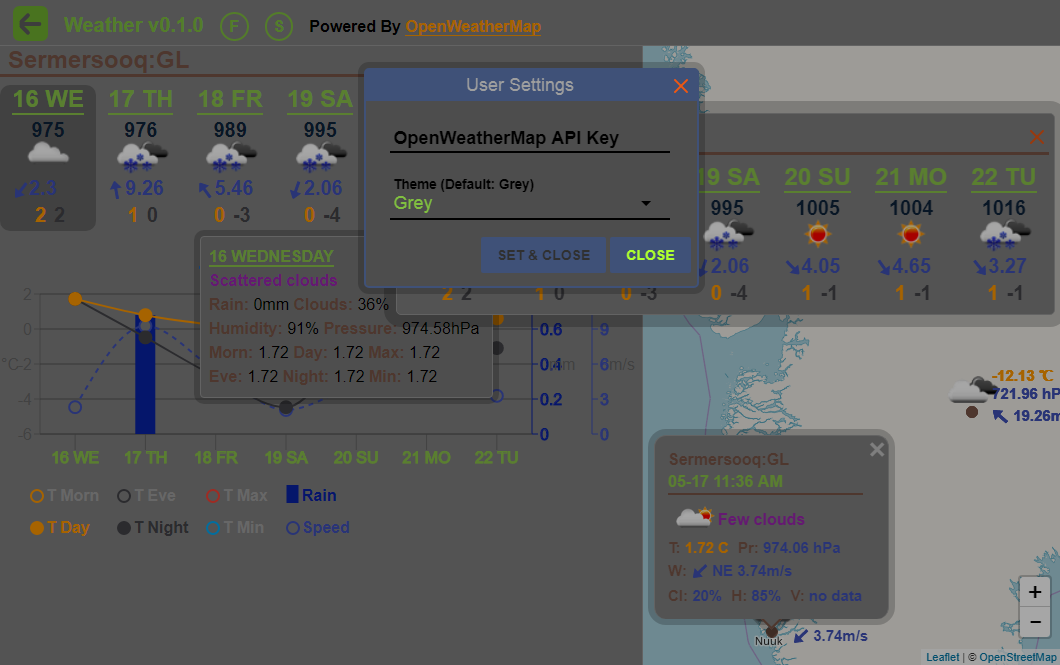 Weather v0.1.0 F S Powered By OpenWeatherMap
Sermersooq:GL
16 WE 17 TH 18 FR 19 SA
975 976 989 995
2.3 9.26 5.46 2.06
2 2 1 0 0 -3 0 -4
User Settings
OpenWeatherMap API Key
Theme (Default: Grey)
Grey
SET & CLOSE CLOSE
19 SA 20 SU 21 MO 22 TU
995 1005 1004 1016
2.06 4.05 4.65 3.27
2 2 1 0 0 -3 0 -4 1 -1 1 -1 1 -1
16 WEDNESDAY
Scattered clouds
Rain: 0mm Clouds: 36%
Humidity: 91% Pressure: 974.58hPa
Morn: 1.72 Day: 1.72 Max: 1.72
Eve: 1.72 Night: 1.72 Min: 1.72
2
0
°C -2
-4
-6
0.6 9
0.4 mm 6 m/s
0.2 3
0 0
16 WE 17 TH 18 FR 19 SA 20 SU 21 MO 22 TU
T Morn T Eve T Max Rain
T Day T Night T Min Speed
-12.13 °C
721.96 hP
19.26m
Sermersooq:GL
05-17 11:36 AM
Few clouds
T: 1.72 C Pr: 974.06 hPa
W: NE 3.74m/s
Cl: 20% H: 85% V: no data
Nuuk 3.74m/s
+
−
Leaflet | © OpenStreetMap